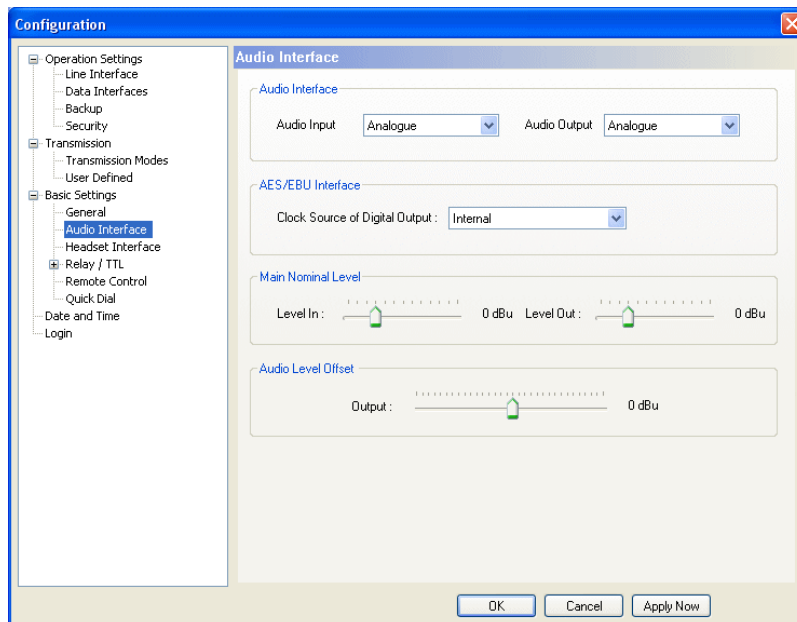 Configuration
Operation Settings
Line Interface
Data Interfaces
Backup
Security
Transmission
Transmission Modes
User Defined
Basic Settings
General
Audio Interface
Headset Interface
Relay / TTL
Remote Control
Quick Dial
Date and Time
Login
Audio Interface
Audio Interface
Audio Input Analogue Audio Output Analogue
AES/EBU Interface
Clock Source of Digital Output : Internal
Main Nominal Level
Level In : 0 dBu Level Out : 0 dBu
Audio Level Offset
Output : 0 dBu
OK Cancel Apply Now